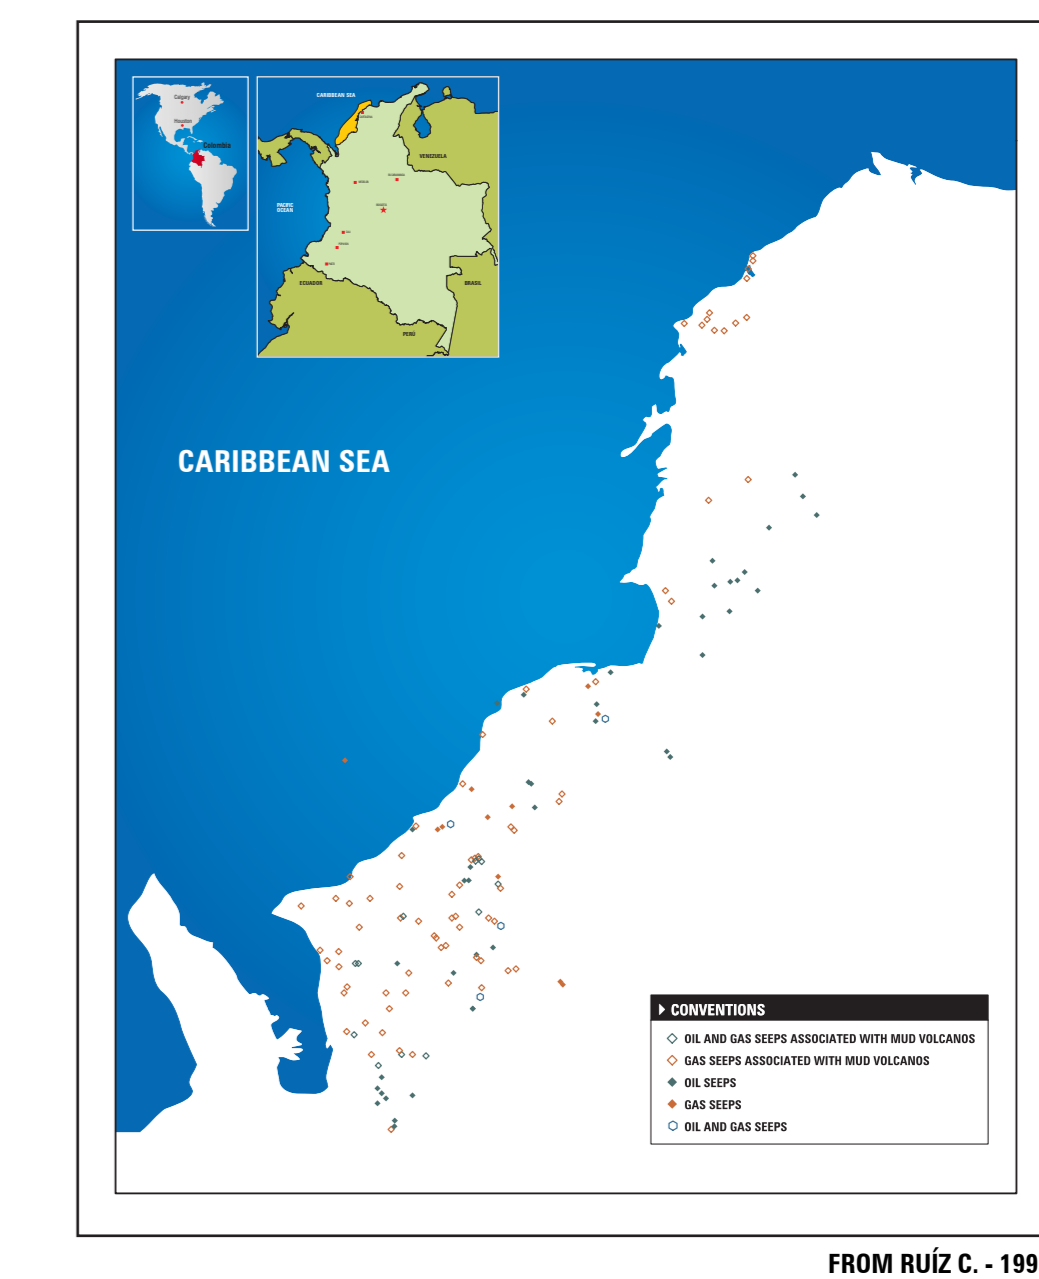 Calgary
Houston
Colombia
CARIBBEAN SEA
VENEZUELA
PACIFIC
OCEAN
BOGOTA
CALI
ECUADOR
BRASIL
PERÚ
CARIBBEAN SEA
CONVENTIONS
OIL AND GAS SEEPS ASSOCIATED WITH MUD VOLCANOS
GAS SEEPS ASSOCIATED WITH MUD VOLCANOS
OIL SEEPS
GAS SEEPS
OIL AND GAS SEEPS
FROM RUÍZ C. - 199